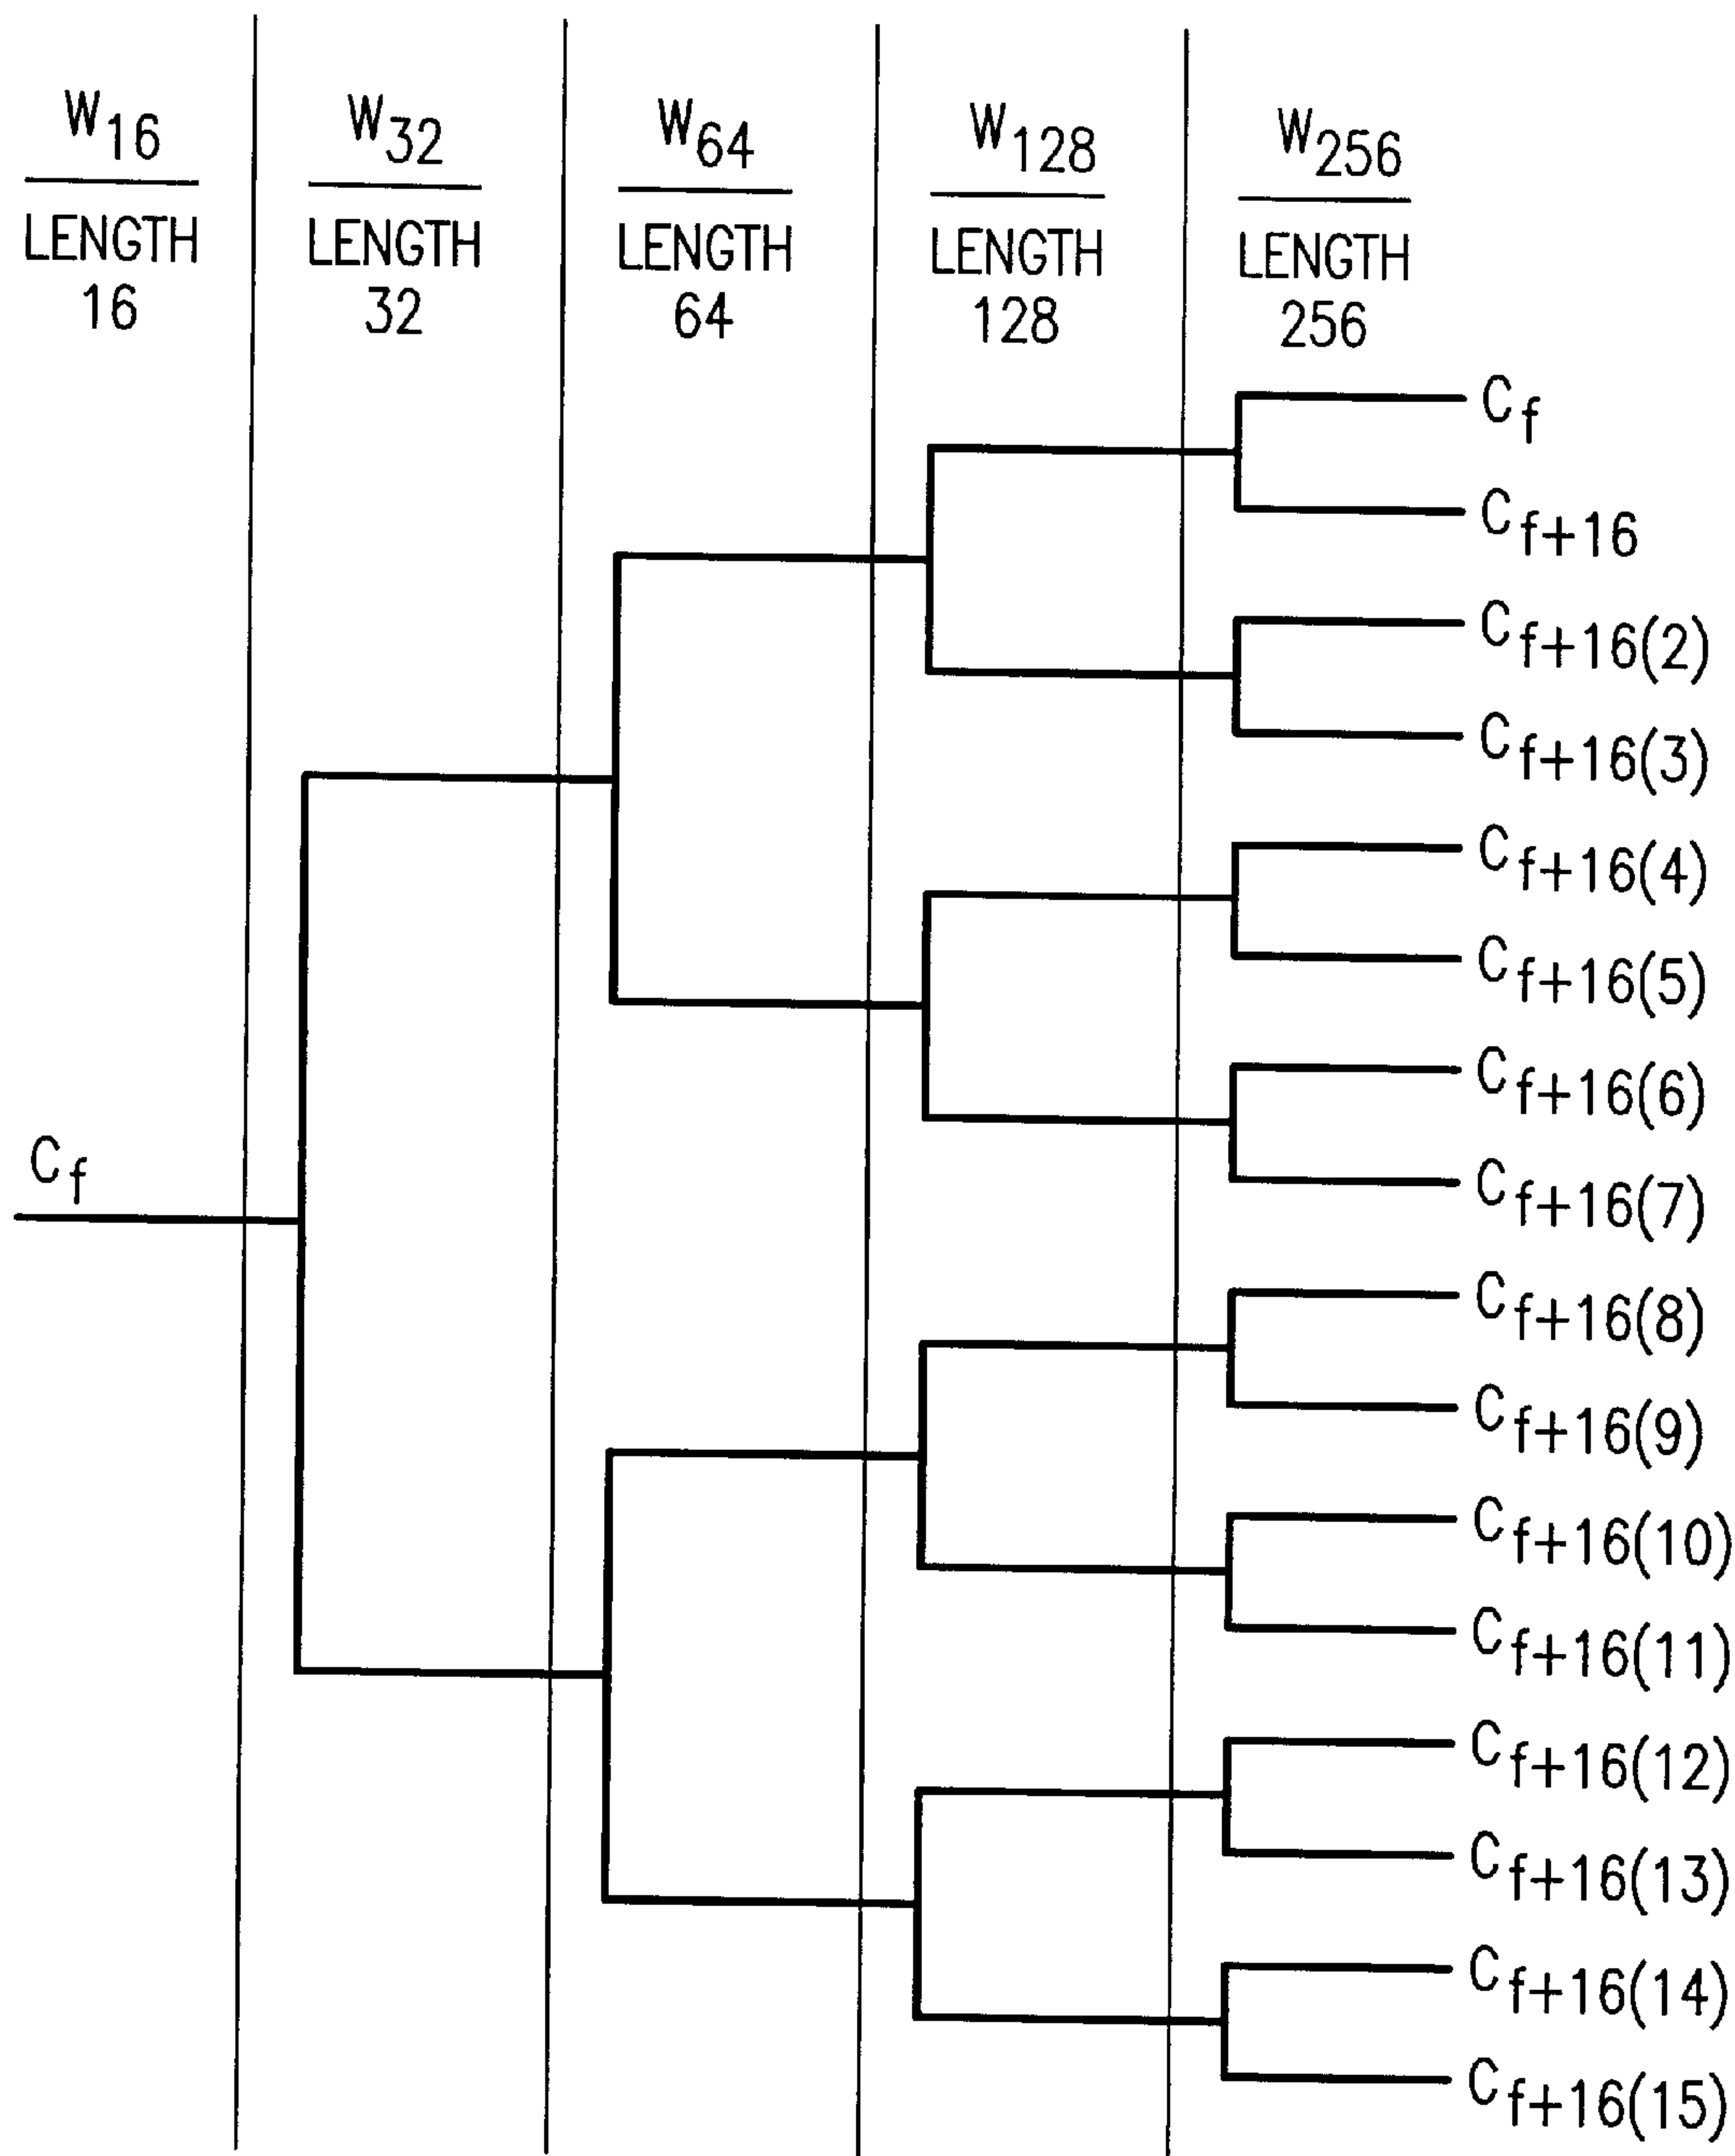 W16
LENGTH
16
W32
LENGTH
32
W64
LENGTH
64
W128
LENGTH
128
W256
LENGTH
256
Cf
Cf
Cf+16
Cf+16(2)
Cf+16(3)
Cf+16(4)
Cf+16(5)
Cf+16(6)
Cf+16(7)
Cf+16(8)
Cf+16(9)
Cf+16(10)
Cf+16(11)
Cf+16(12)
Cf+16(13)
Cf+16(14)
Cf+16(15)